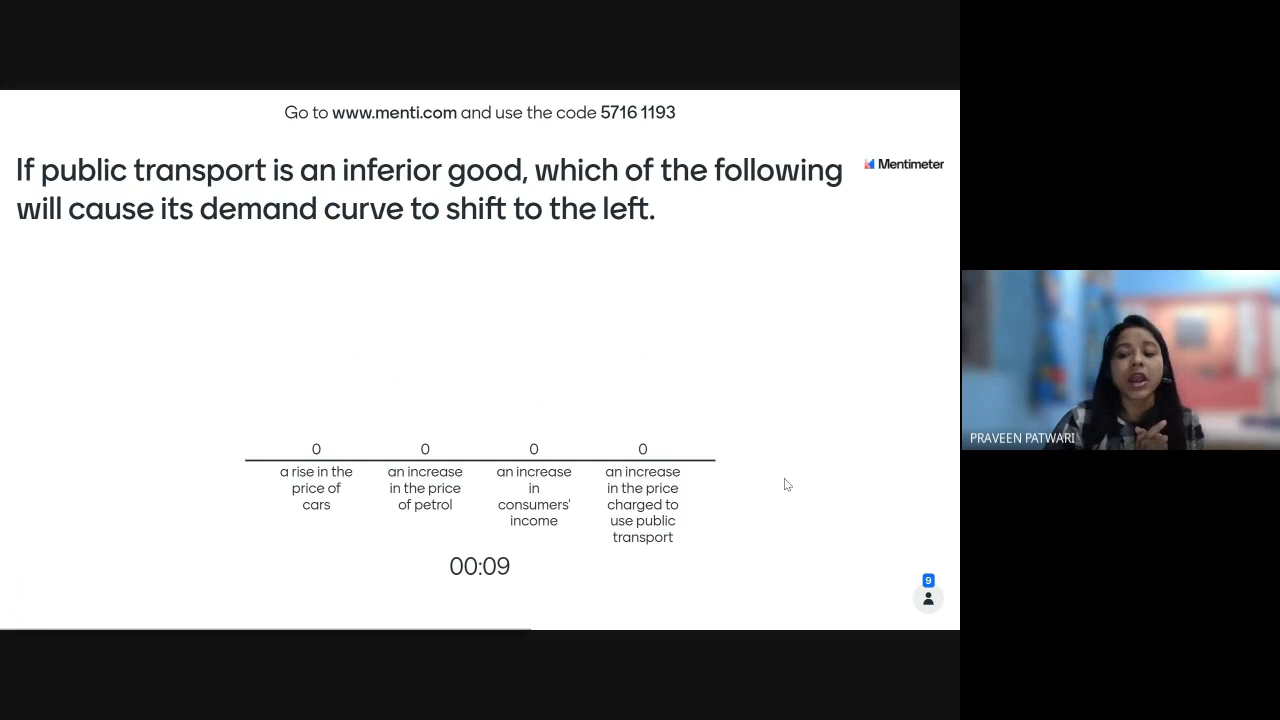 Go to www.menti.com and use the code 5716 1193
If public transport is an inferior good, which of the following
will cause its demand curve to shift to the left.
Mentimeter
0
a rise in the
price of
cars
0
an increase
in the price
of petrol
0
an increase
in
consumers'
income
0
an increase
in the price
charged to
use public
transport
00:09
9
PRAVEEN PATWARI